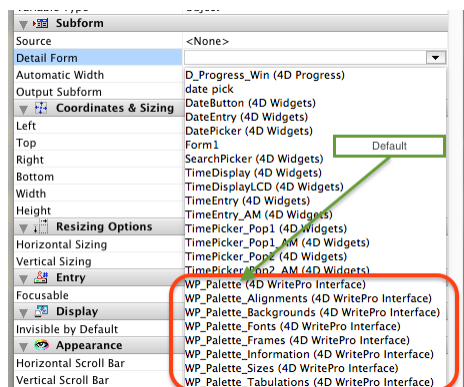 Subform
Source <None>
Detail Form
Automatic Width D_Progress_Win (4D Progress)
Output Subform date pick
Coordinates & Sizing DateButton (4D Widgets)
DateEntry (4D Widgets)
Left DatePicker (4D Widgets)
Top Form1 Default
Right SearchPicker (4D Widgets)
Bottom TimeDisplay (4D Widgets)
Width TimeDisplayLCD (4D Widgets)
Height TimeEntry (4D Widgets)
TimeEntry_AM (4D Widgets)
Resizing Options TimePicker_Pop1 (4D Widgets)
Horizontal Sizing TimePicker_Pop1_AM (4D Widgets)
Vertical Sizing TimePicker_Pop2 (4D Widgets)
TimePicker_Pop2_AM (4D Widgets)
Entry WP_Palette (4D WritePro Interface)
Focusable WP_Palette_Alignments (4D WritePro Interface)
Display WP_Palette_Backgrounds (4D WritePro Interface)
Invisible by Default WP_Palette_Fonts (4D WritePro Interface)
WP_Palette_Frames (4D WritePro Interface)
Appearance WP_Palette_Information (4D WritePro Interface)
Horizontal Scroll Bar WP_Palette_Sizes (4D WritePro Interface)
Vertical Scroll Bar WP_Palette_Tabulations (4D WritePro Interface)